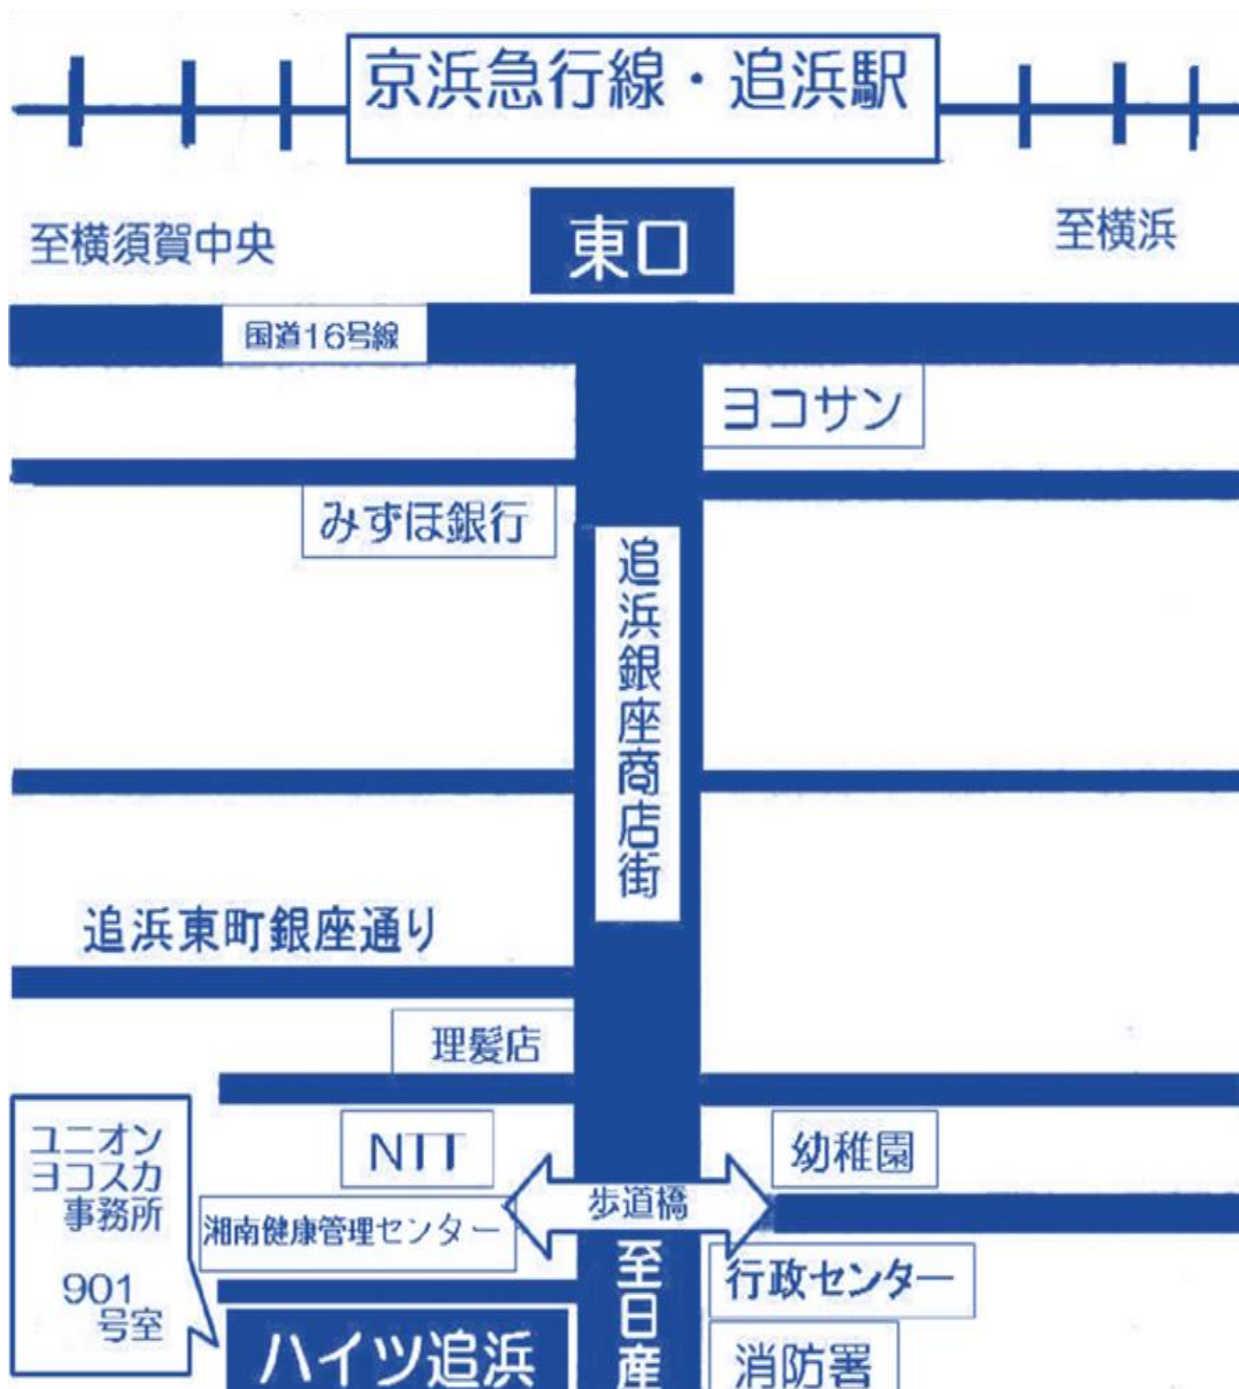 京浜急行線・追浜駅
至横須賀中央
東口
至横浜
国道16号線
ヨコサン
みずほ銀行
追浜銀座商店街
追浜東町銀座通り
理髪店
ユニオン
ヨコスカ
事務所
901
号室
NTT
幼稚園
歩道橋
湘南健康管理センター
至日産
行政センター
ハイツ追浜
消防署